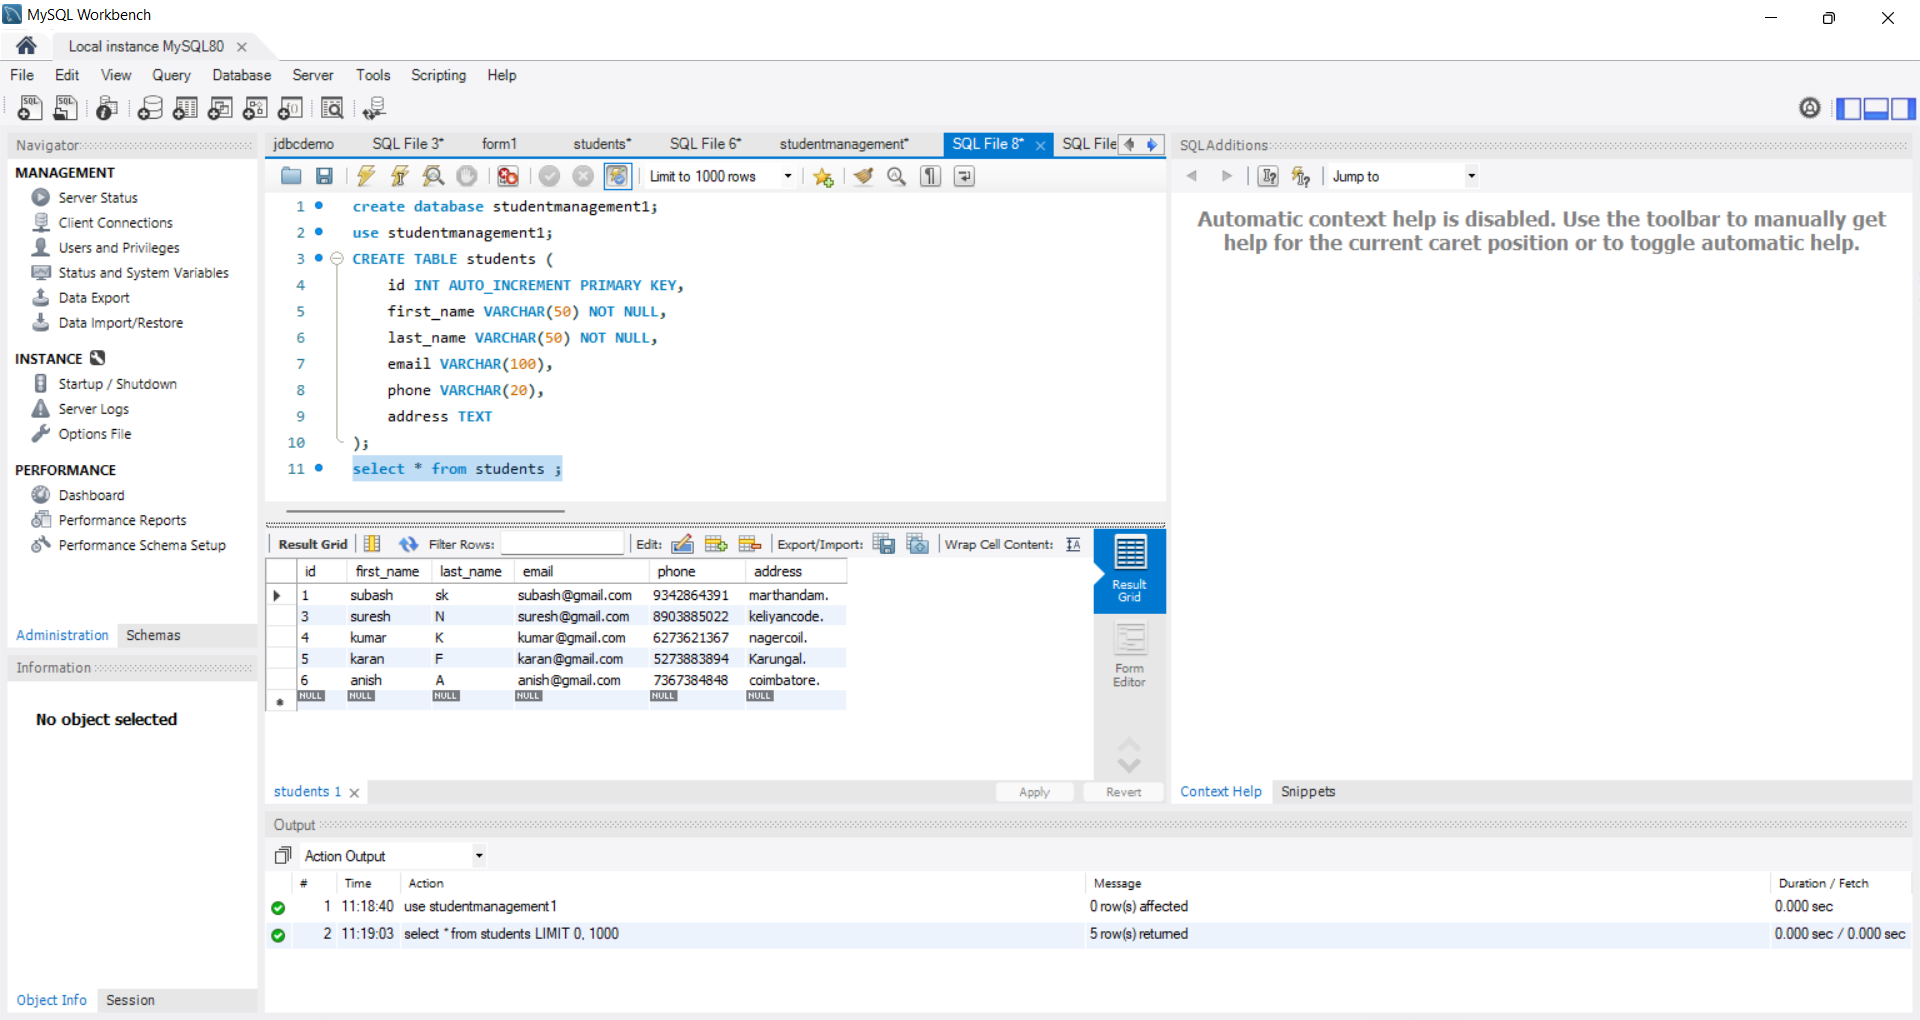 MySQL Workbench
Local instance MySQL80
File Edit View Query Database Server Tools Scripting Help
Navigator
MANAGEMENT
Server Status
Client Connections
Users and Privileges
Status and System Variables
Data Export
Data Import/Restore
INSTANCE
Startup / Shutdown
Server Logs
Options File
PERFORMANCE
Dashboard
Performance Reports
Performance Schema Setup
Administration Schemas
Information
No object selected
Object Info Session
jdbcdemo SQL File 3* form1 students* SQL File 6* studentmanagement* SQL File 8* SQL File
Limit to 1000 rows
1 create database studentmanagement1;
2 use studentmanagement1;
3 CREATE TABLE students (
4 id INT AUTO_INCREMENT PRIMARY KEY,
5 first_name VARCHAR(50) NOT NULL,
6 last_name VARCHAR(50) NOT NULL,
7 email VARCHAR(100),
8 phone VARCHAR(20),
9 address TEXT
10 );
11 select * from students ;
Result Grid Filter Rows: Edit: Export/Import: Wrap Cell Content:
id first_name last_name email phone address
1 subash sk subash@gmail.com 9342864391 marthandam.
3 suresh N suresh@gmail.com 8903885022 keliyancode.
4 kumar K kumar@gmail.com 6273621367 nagercoil.
5 karan F karan@gmail.com 5273883894 Karungal.
6 anish A anish@gmail.com 7367384848 coimbatore.
NULL NULL NULL NULL NULL NULL
Result
Grid
Form
Editor
students 1
Apply Revert
SQLAdditions
Jump to
Automatic context help is disabled. Use the toolbar to manually get
help for the current caret position or to toggle automatic help.
Context Help Snippets
Output
Action Output
# Time Action Message Duration / Fetch
1 11:18:40 use studentmanagement1 0 row(s) affected 0.000 sec
2 11:19:03 select * from students LIMIT 0, 1000 5 row(s) returned 0.000 sec / 0.000 sec